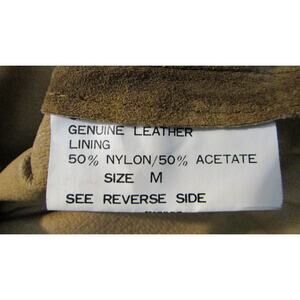 GENUINE LEATHER
LINING
50% NYLON/50% ACETATE
SIZE M
SEE REVERSE SIDE